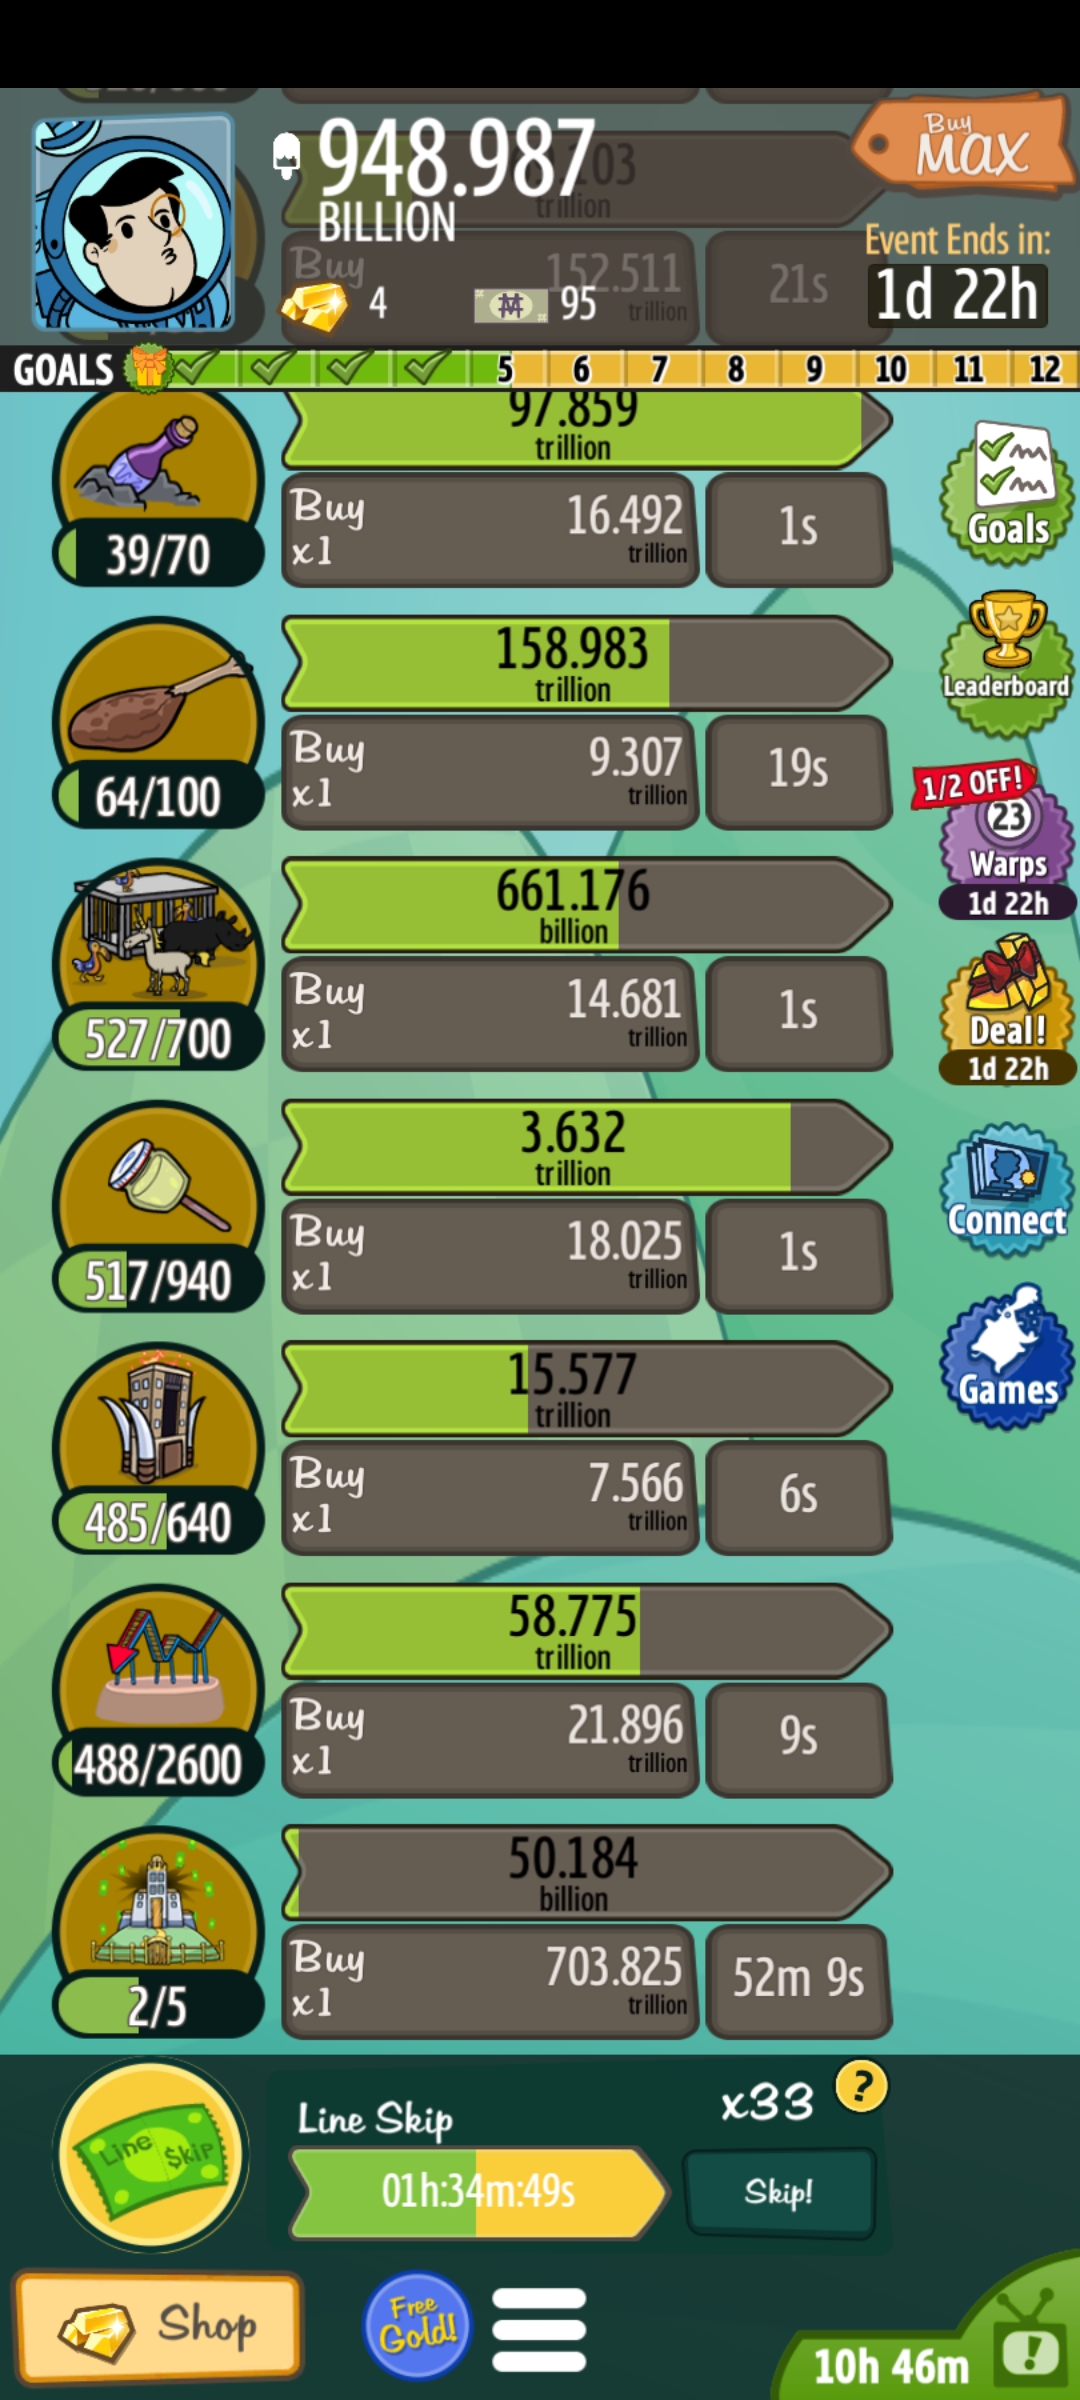 948.987
BILLION
Buy
MAX
trillion
Buy
152.511
trillion
21s
4
95
Event Ends in:
1d 22h
GOALS
5
6
7
8
9
10
11
12
97.859
trillion
39/70
Buy
x1
16.492
trillion
1s
Goals
158.983
trillion
64/100
Buy
x1
9.307
trillion
19s
Leaderboard
1/2 OFF!
23
Warps
1d 22h
661.176
billion
527/700
Buy
x1
14.681
trillion
1s
Deal!
1d 22h
3.632
trillion
517/940
Buy
x1
18.025
trillion
1s
Connect
15.577
trillion
485/640
Buy
x1
7.566
trillion
6s
Games
58.775
trillion
488/2600
Buy
x1
21.896
trillion
9s
50.184
billion
2/5
Buy
x1
703.825
trillion
52m 9s
Line $kip
Line Skip
x33
?
01h:34m:49s
Skip!
Shop
Free
Gold!
10h 46m
!